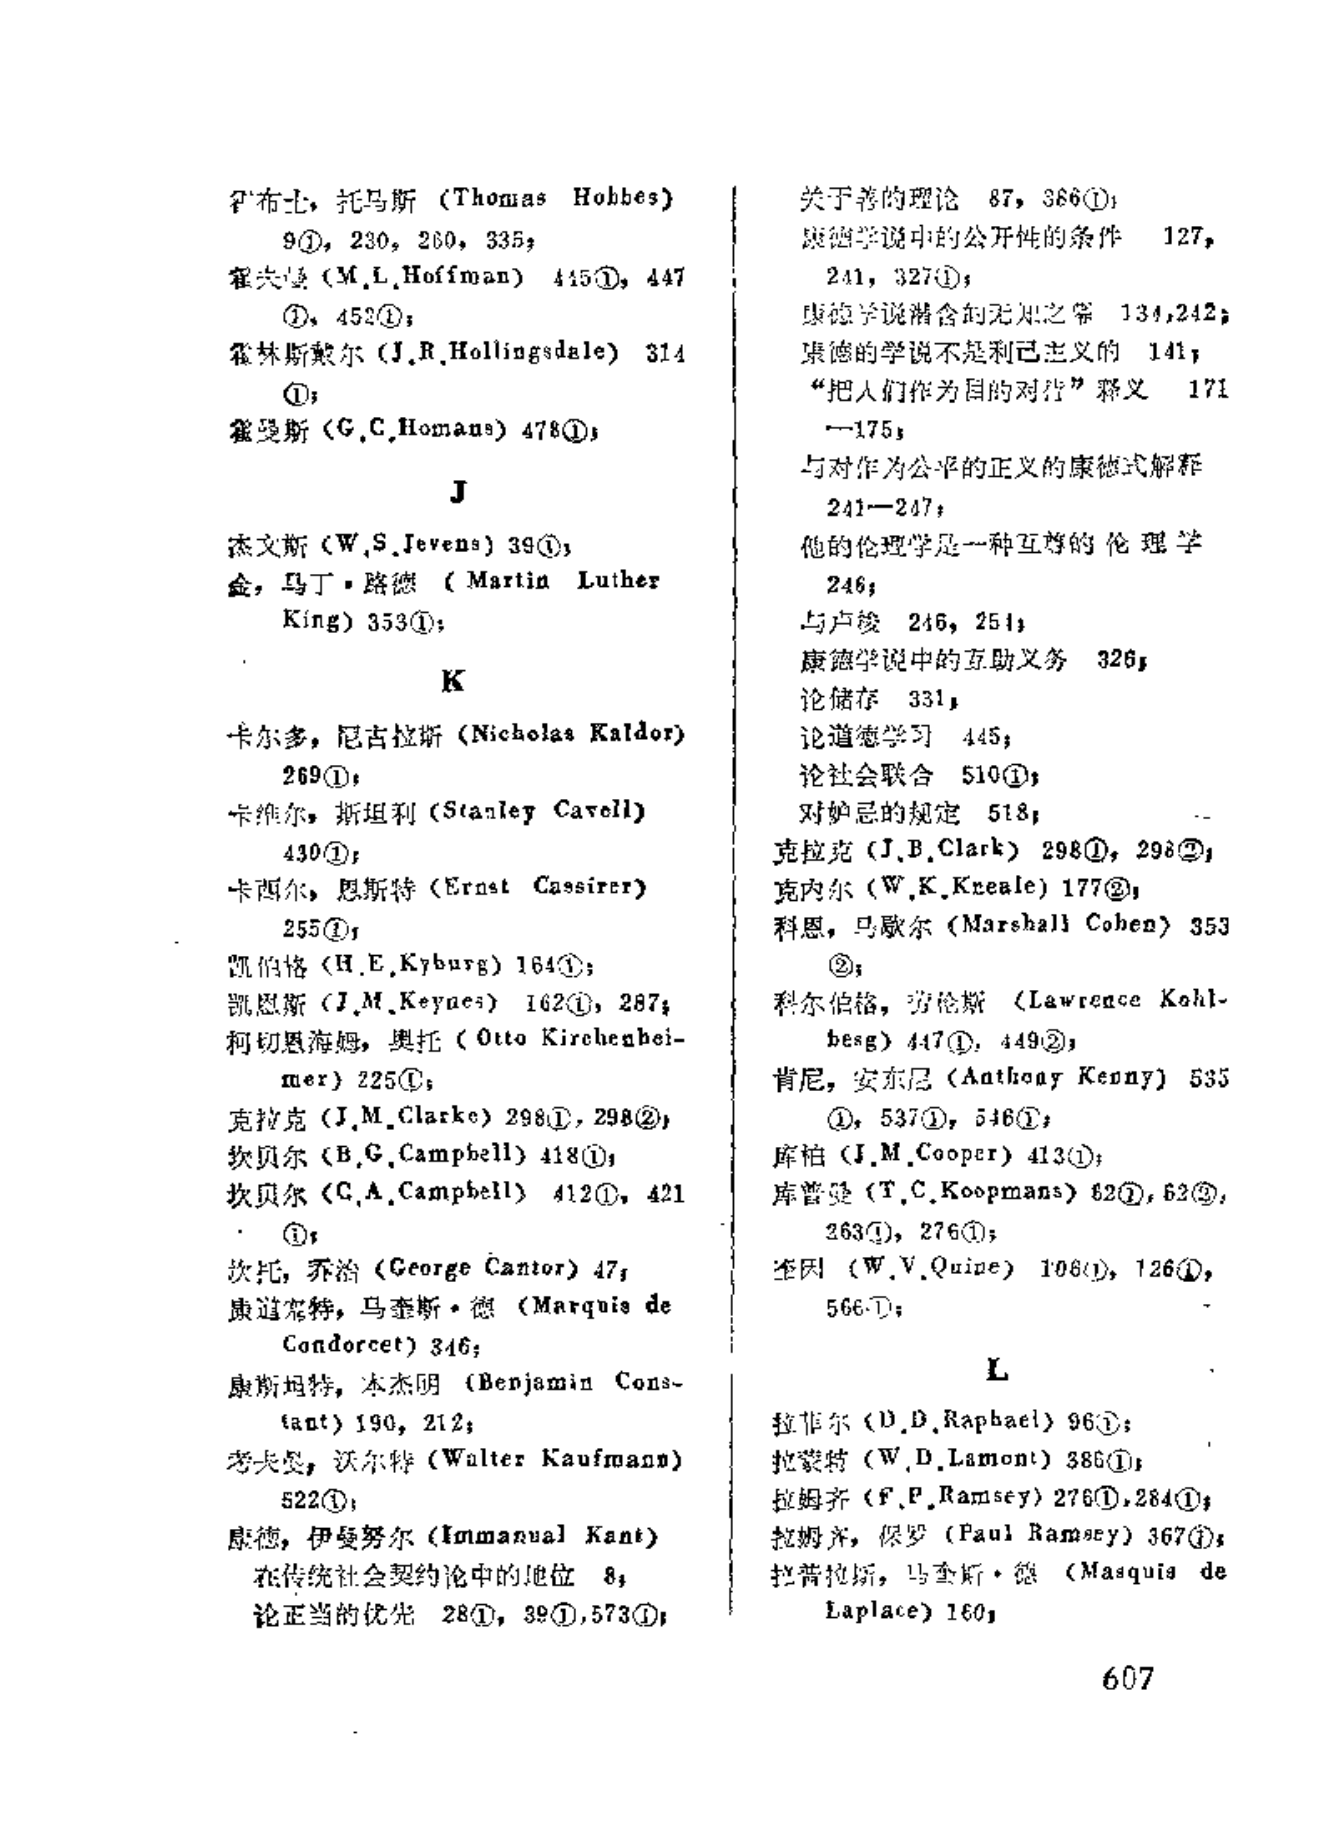 霍布士，托马斯 (Thomas Hobbes)
9①, 230, 260, 335;
霍夫曼 (M.L.Hoffman) 445①, 447
①, 452①;
霍林斯戴尔 (J.R.Hollingsdale) 314
①;
霍曼斯 (G.C.Homans) 478①;
J
杰文斯 (W.S.Jevens) 39①;
金，马丁·路德 (Martin Luther
King) 353①;
K
卡尔多，尼古拉斯 (Nicholas Kaldor)
269①;
卡维尔，斯坦利 (Stanley Cavell)
430①;
卡西尔，恩斯特 (Ernst Cassirer)
255①;
凯伯格 (H.E.Kyburg) 164①;
凯恩斯 (J.M.Keynes) 162①, 287;
柯切恩海姆，奥托 (Otto Kirchenhei-
mer) 225①;
克拉克 (J.M.Clarke) 298①, 298②;
坎贝尔 (B.G.Campbell) 418①;
坎贝尔 (C.A.Campbell) 412①, 421
①;
坎托，乔治 (George Cantor) 47;
康道塞特，马奎斯·德 (Marquis de
Condorcet) 346;
康斯坦特，本杰明 (Benjamin Cons-
tant) 190, 212;
考夫曼，沃尔特 (Walter Kaufmann)
522①;
康德，伊曼努尔 (Immanual Kant)
在传统社会契约论中的地位 8;
论正当的优先 28①, 39①,573①;
关于善的理论 87, 386①;
康德学说中的公开性的条件 127,
241, 327①;
康德学说潜含的无知之幕 134,242;
康德的学说不是利己主义的 141;
“把人们作为目的对待”释义 171
—175;
与对作为公平的正义的康德式解释
241—247;
他的伦理学是一种互尊的伦理学
246;
与卢梭 246, 254;
康德学说中的互助义务 326;
论储存 331;
论道德学习 445;
论社会联合 510①;
对妒忌的规定 518;
克拉克 (J.B.Clark) 298①, 298②;
克内尔 (W.K.Kneale) 177②;
科恩，马歇尔 (Marshall Cohen) 353
②;
科尔伯格，劳伦斯 (Lawrence Kohl-
besg) 447①, 449②;
肯尼，安东尼 (Anthony Kenny) 535
①, 537①, 546①;
库柏 (J.M.Cooper) 413①;
库普曼 (T.C.Koopmans) 62①, 62②,
263①, 276①;
奎因 (W.V.Quine) 106①, 126①,
566①;
L
拉菲尔 (D.D.Raphael) 96①;
拉蒙特 (W.D.Lamont) 386①;
拉姆齐 (F.P.Ramsey) 276①,284①;
拉姆齐，保罗 (Paul Ramsey) 367①;
拉普拉斯，马奎斯·德 (Masquis de
Laplace) 160;
607